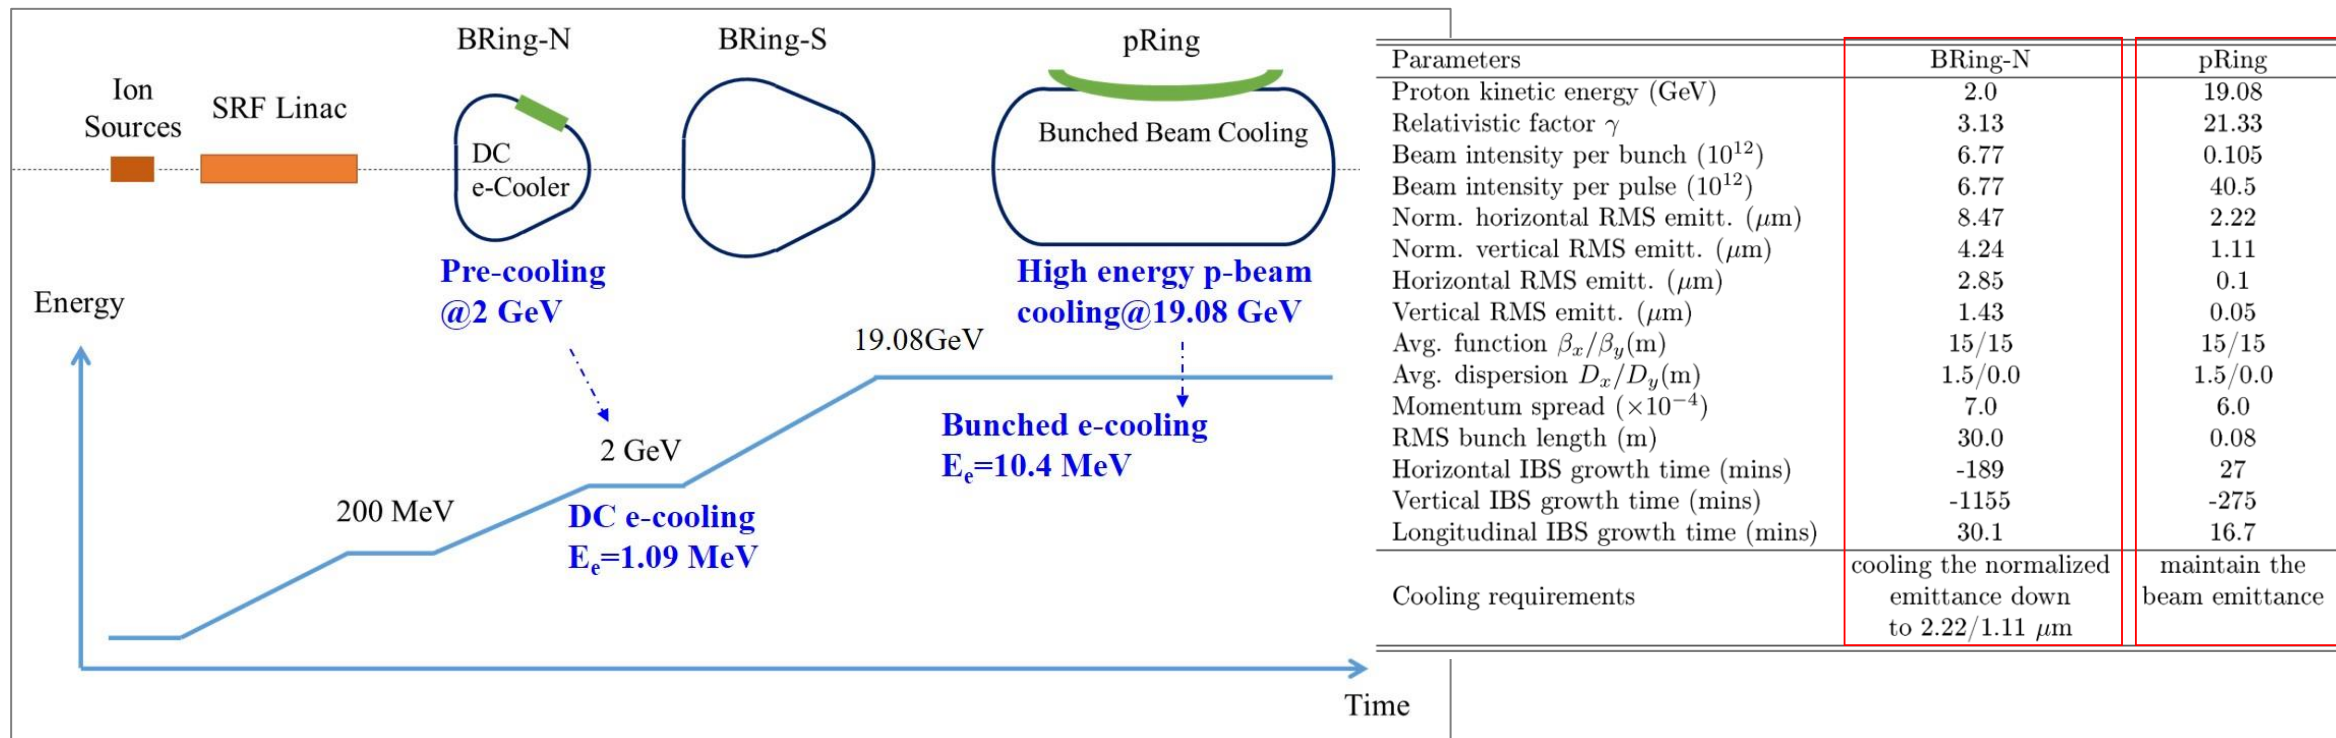 BRing-N
BRing-S
pRing
Ion
Sources
SRF Linac
DC
e-Cooler
Bunched Beam Cooling
Pre-cooling
@2 GeV
High energy p-beam
cooling@19.08 GeV
Energy
19.08GeV
2 GeV
200 MeV
Bunched e-cooling
Eₑ=10.4 MeV
DC e-cooling
Eₑ=1.09 MeV
Time
Parameters BRing-N pRing
Proton kinetic energy (GeV) 2.0 19.08
Relativistic factor γ 3.13 21.33
Beam intensity per bunch (10¹²) 6.77 0.105
Beam intensity per pulse (10¹²) 6.77 40.5
Norm. horizontal RMS emitt. (μm) 8.47 2.22
Norm. vertical RMS emitt. (μm) 4.24 1.11
Horizontal RMS emitt. (μm) 2.85 0.1
Vertical RMS emitt. (μm) 1.43 0.05
Avg. function βₓ/βᵧ(m) 15/15 15/15
Avg. dispersion Dₓ/Dᵧ(m) 1.5/0.0 1.5/0.0
Momentum spread (×10⁻⁴) 7.0 6.0
RMS bunch length (m) 30.0 0.08
Horizontal IBS growth time (mins) -189 27
Vertical IBS growth time (mins) -1155 -275
Longitudinal IBS growth time (mins) 30.1 16.7
cooling the normalized maintain the
Cooling requirements emittance down beam emittance
to 2.22/1.11 μm